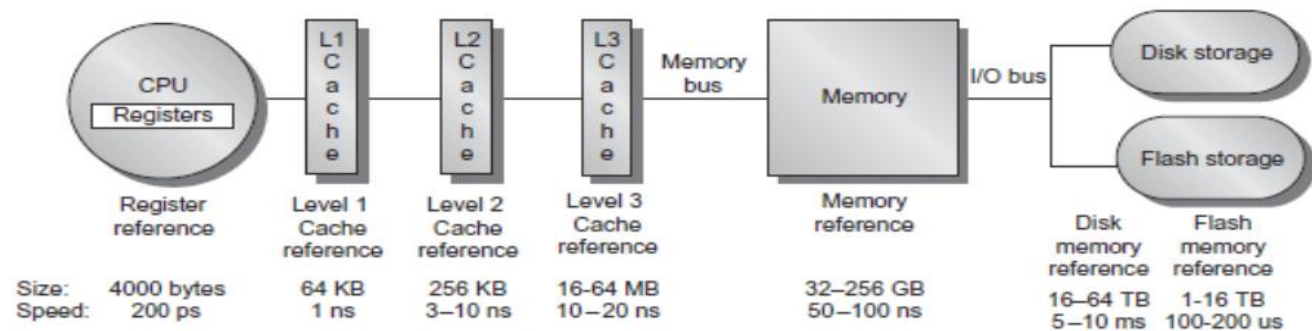 CPU
Registers
L1
C
a
c
h
e
L2
C
a
c
h
e
L3
C
a
c
h
e
Memory
bus
Memory
I/O bus
Disk storage
Flash storage
Register
reference
Level 1
Cache
reference
Level 2
Cache
reference
Level 3
Cache
reference
Memory
reference
Disk
memory
reference
Flash
memory
reference
Size: 4000 bytes 64 KB 256 KB 16-64 MB 32–256 GB 16–64 TB 1-16 TB
Speed: 200 ps 1 ns 3–10 ns 10–20 ns 50–100 ns 5–10 ms 100-200 us